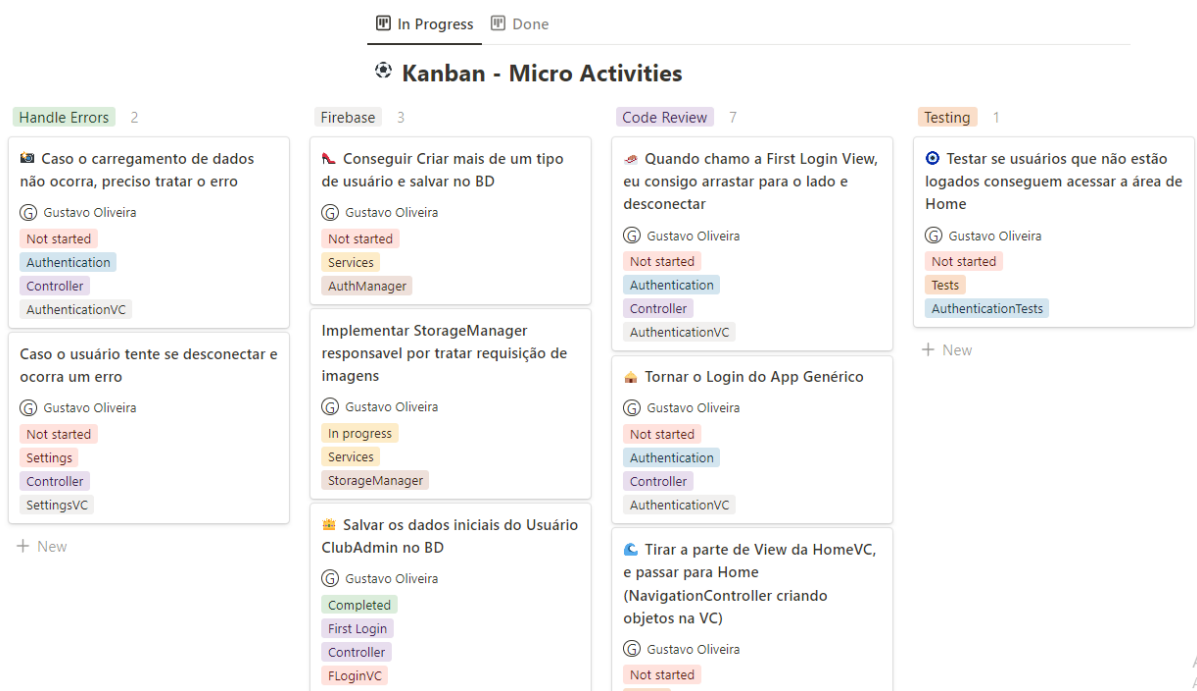 In Progress
Done
Kanban - Micro Activities
Handle Errors 2
Caso o carregamento de dados
não ocorra, preciso tratar o erro
G Gustavo Oliveira
Not started
Authentication
Controller
AuthenticationVC
Caso o usuário tente se desconectar e
ocorra um erro
G Gustavo Oliveira
Not started
Settings
Controller
SettingsVC
+ New
Firebase 3
Conseguir Criar mais de um tipo
de usuário e salvar no BD
G Gustavo Oliveira
Not started
Services
AuthManager
Implementar StorageManager
responsavel por tratar requisição de
imagens
G Gustavo Oliveira
In progress
Services
StorageManager
Salvar os dados iniciais do Usuário
ClubAdmin no BD
G Gustavo Oliveira
Completed
First Login
Controller
FLoginVC
Code Review 7
Quando chamo a First Login View,
eu consigo arrastar para o lado e
desconectar
G Gustavo Oliveira
Not started
Authentication
Controller
AuthenticationVC
Tornar o Login do App Genérico
G Gustavo Oliveira
Not started
Authentication
Controller
AuthenticationVC
Tirar a parte de View da HomeVC,
e passar para Home
(NavigationController criando
objetos na VC)
G Gustavo Oliveira
Not started
Testing 1
Testar se usuários que não estão
logados conseguem acessar a área de
Home
G Gustavo Oliveira
Not started
Tests
AuthenticationTests
+ New